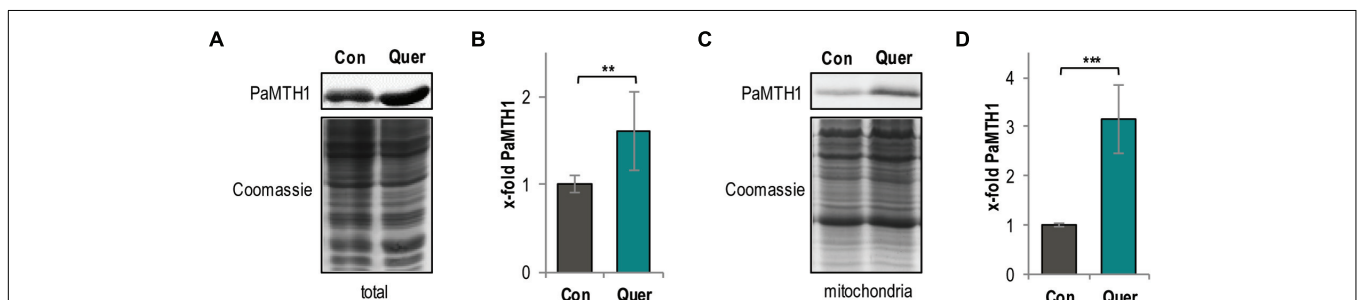 A
Con Quer
PaMTH1
Coomassie
total
B
x-fold PaMTH1
2
1
0
**
Con Quer
C
Con Quer
PaMTH1
Coomassie
mitochondria
D
x-fold PaMTH1
4
3
2
1
0
***
Con Quer